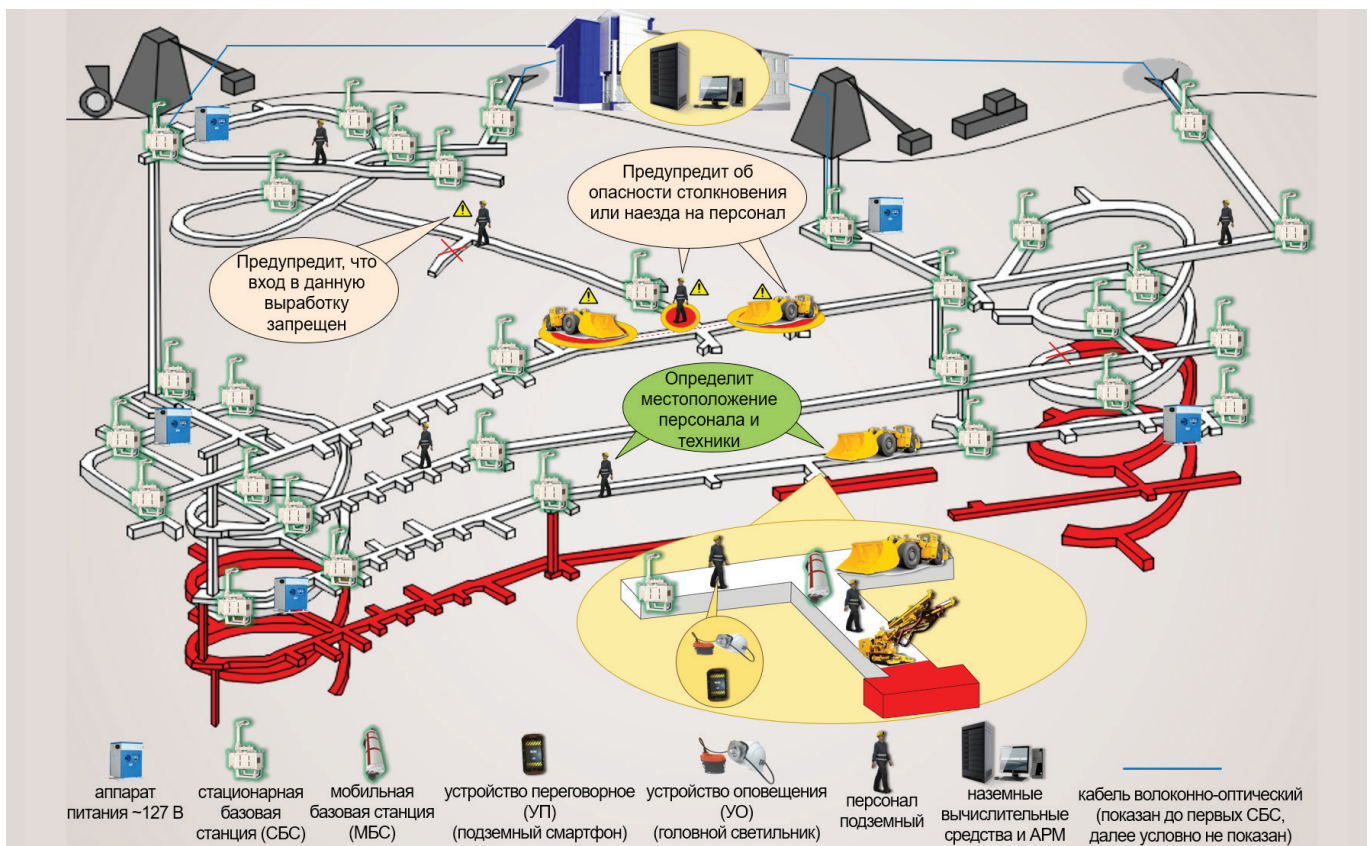 Предупредит об
опасности столкновения
или наезда на персонал
Предупредит, что
вход в данную
выработку
запрещен
Определит
местоположение
персонала и
техники
аппарат
питания ~127 В
стационарная
базовая
станция (СБС)
мобильная
базовая станция
(МБС)
устройство переговорное
(УП)
(подземный смартфон)
устройство оповещения
(УО)
(головной светильник)
персонал
подземный
наземные
вычислительные
средства и АРМ
кабель волоконно-оптический
(показан до первых СБС,
далее условно не показан)